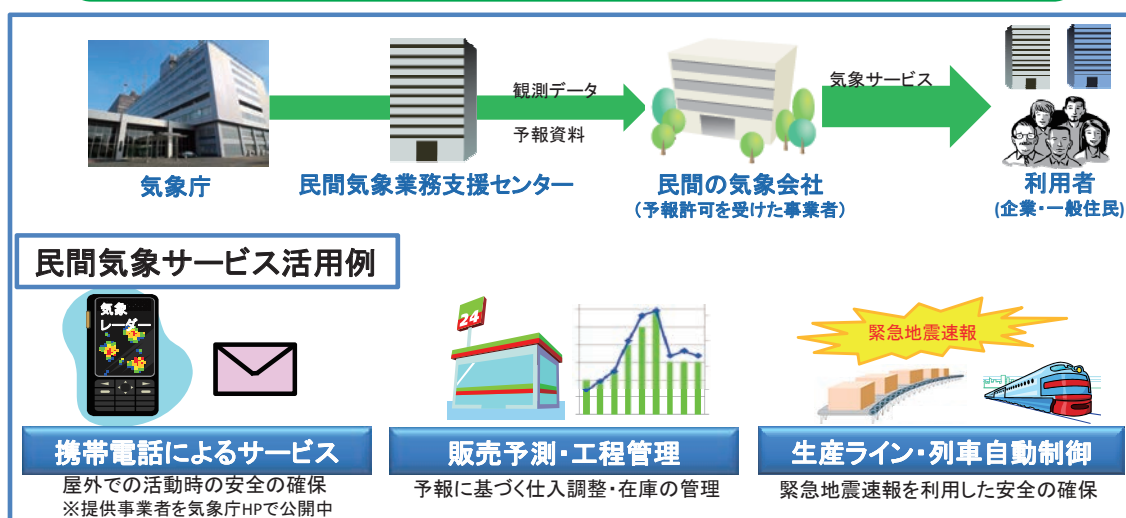 観測データ
予報資料
気象サービス
気象庁
民間気象業務支援センター
民間の気象会社
（予報許可を受けた事業者）
利用者
(企業・一般住民)
民間気象サービス活用例
気象
レーダー
24
緊急地震速報
携帯電話によるサービス
屋外での活動時の安全の確保
※提供事業者を気象庁HPで公開中
販売予測・工程管理
予報に基づく仕入調整・在庫の管理
生産ライン・列車自動制御
緊急地震速報を利用した安全の確保